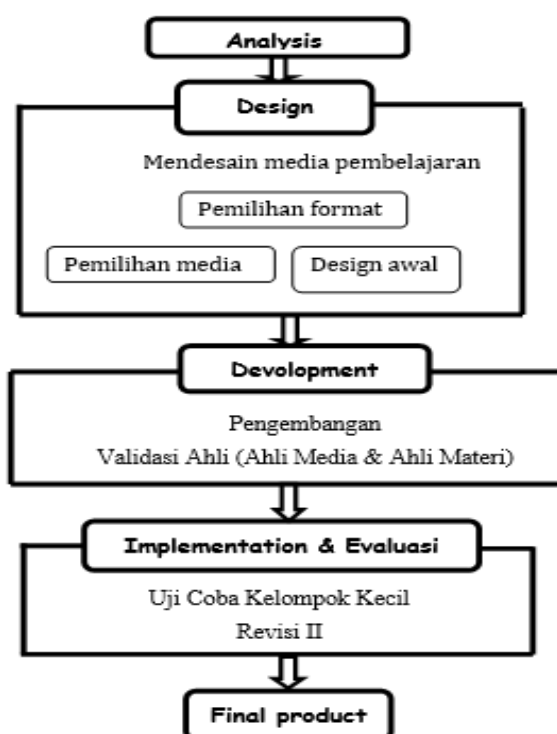 Analysis
Design
Mendesain media pembelajaran
Pemilihan format
Pemilihan media
Design awal
Devolopment
Pengembangan
Validasi Ahli (Ahli Media & Ahli Materi)
Implementation & Evaluasi
Uji Coba Kelompok Kecil
Revisi II
Final product